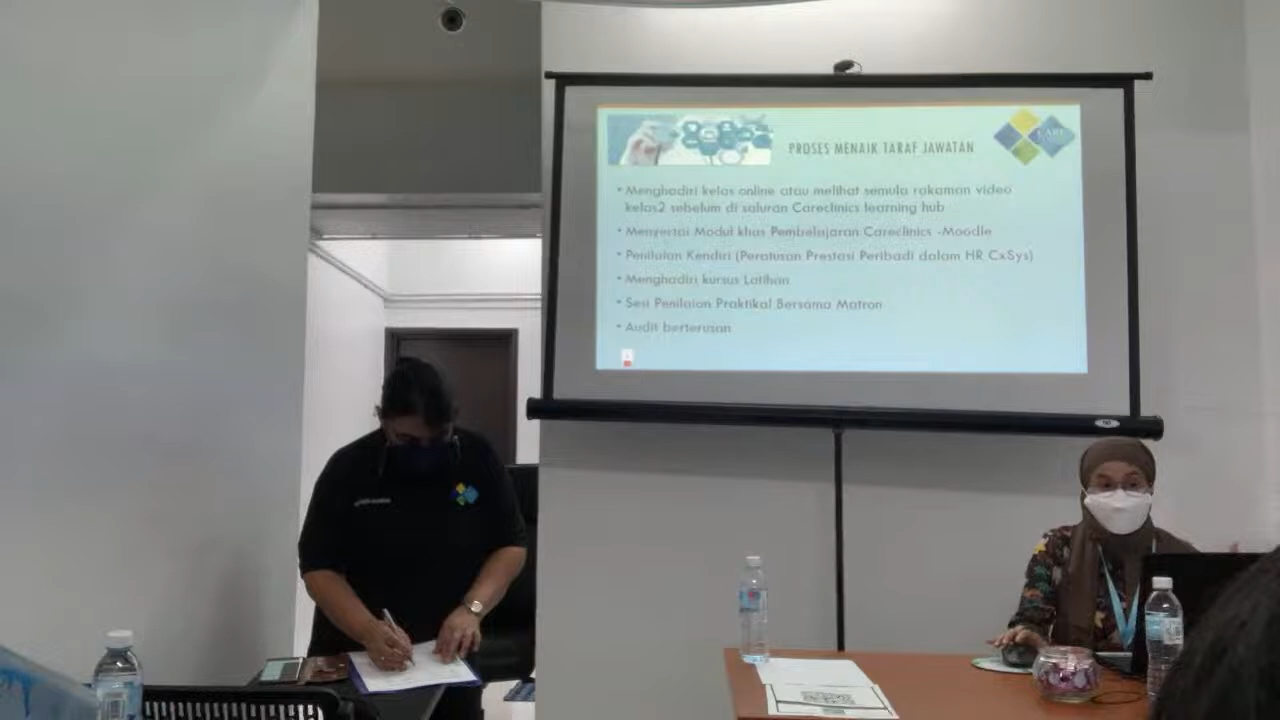 PROSES MENAIK TARAF JAWATAN
CARE
• Menghadiri kelas online atau melihat semula rakaman video
kelas2 sebelum di saluran Careclinics learning hub
• Menyertai Modul khas Pembelajaran Careclinics -Moodle
• Penilaian Kendiri (Peratusan Prestasi Peribadi dalam HR CxSys)
• Menghadiri kursus Latihan
• Sesi Penilaian Praktikal Bersama Matron
• Audit berterusan